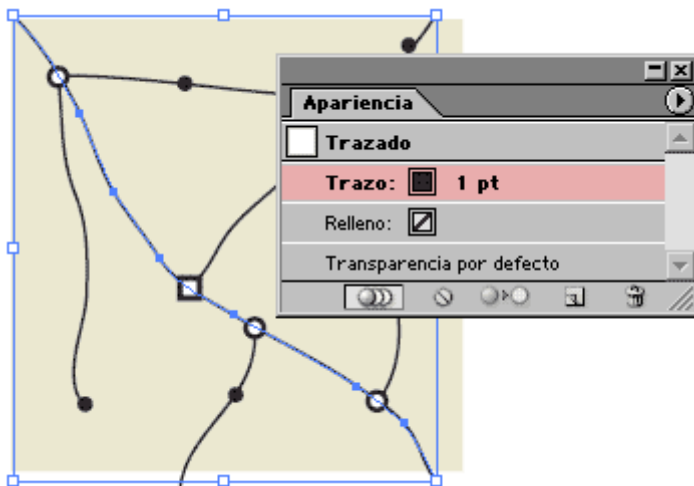 Apariencia
Trazado
Trazo: 1 pt
Relleno:
Transparencia por defecto